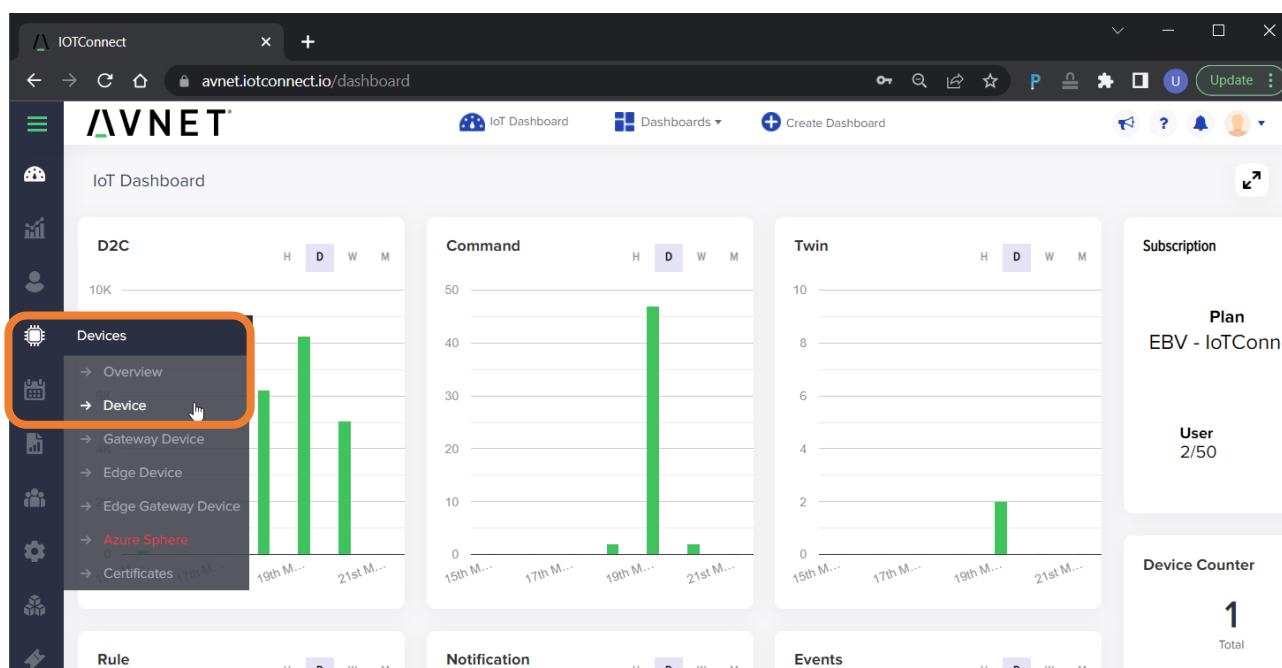 IOTConnect
avnet.iotconnect.io/dashboard
P
U
Update
AVNET
IoT Dashboard
Dashboards
Create Dashboard
?
IoT Dashboard
D2C
H D W M
10K
0
19th M...
21st M...
Command
H D W M
50
40
30
20
10
0
15th M...
17th M...
19th M...
21st M...
Twin
H D W M
10
8
6
4
2
0
15th M...
17th M...
19th M...
21st M...
Subscription
Plan
EBV - IoTConn
User
2/50
Devices
Overview
Device
Gateway Device
Edge Device
Edge Gateway Device
Azure Sphere
Certificates
Device Counter
1
Total
Rule
H D W M
Notification
H D W M
Events
H D W M